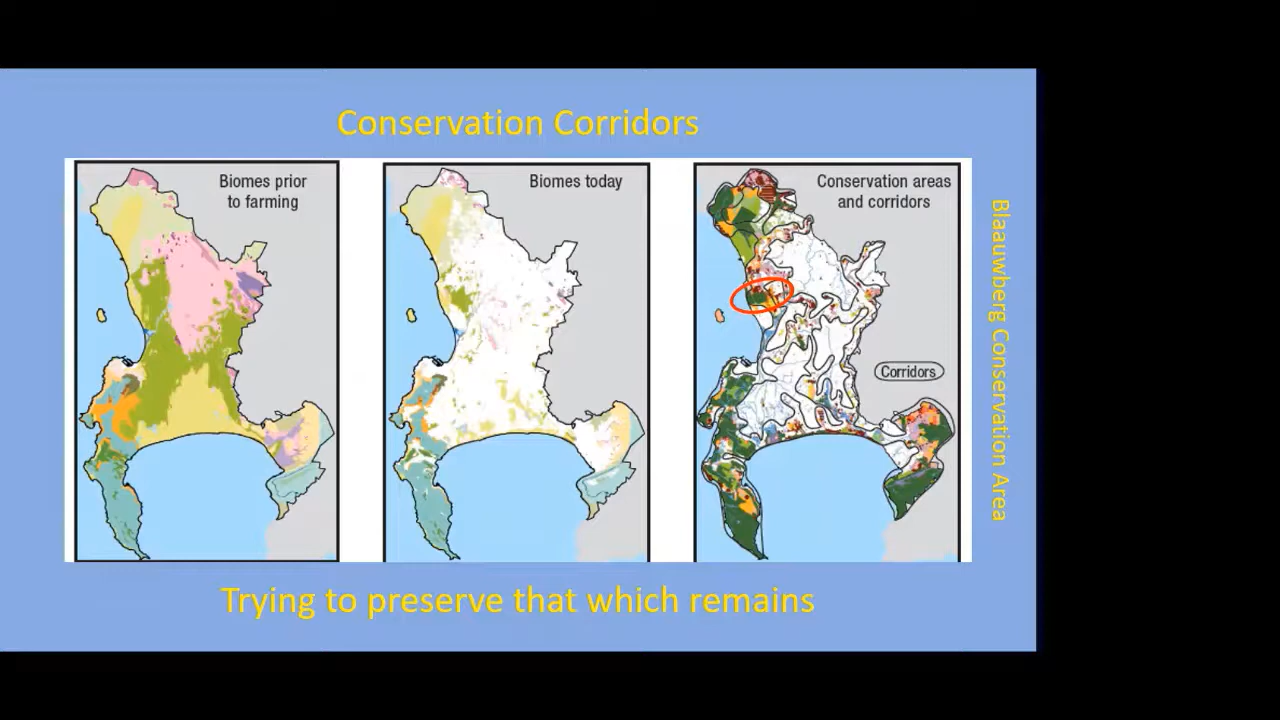 Conservation Corridors
Biomes prior
to farming
Biomes today
Conservation areas
and corridors
Corridors
Blaauwberg Conservation Area
Trying to preserve that which remains